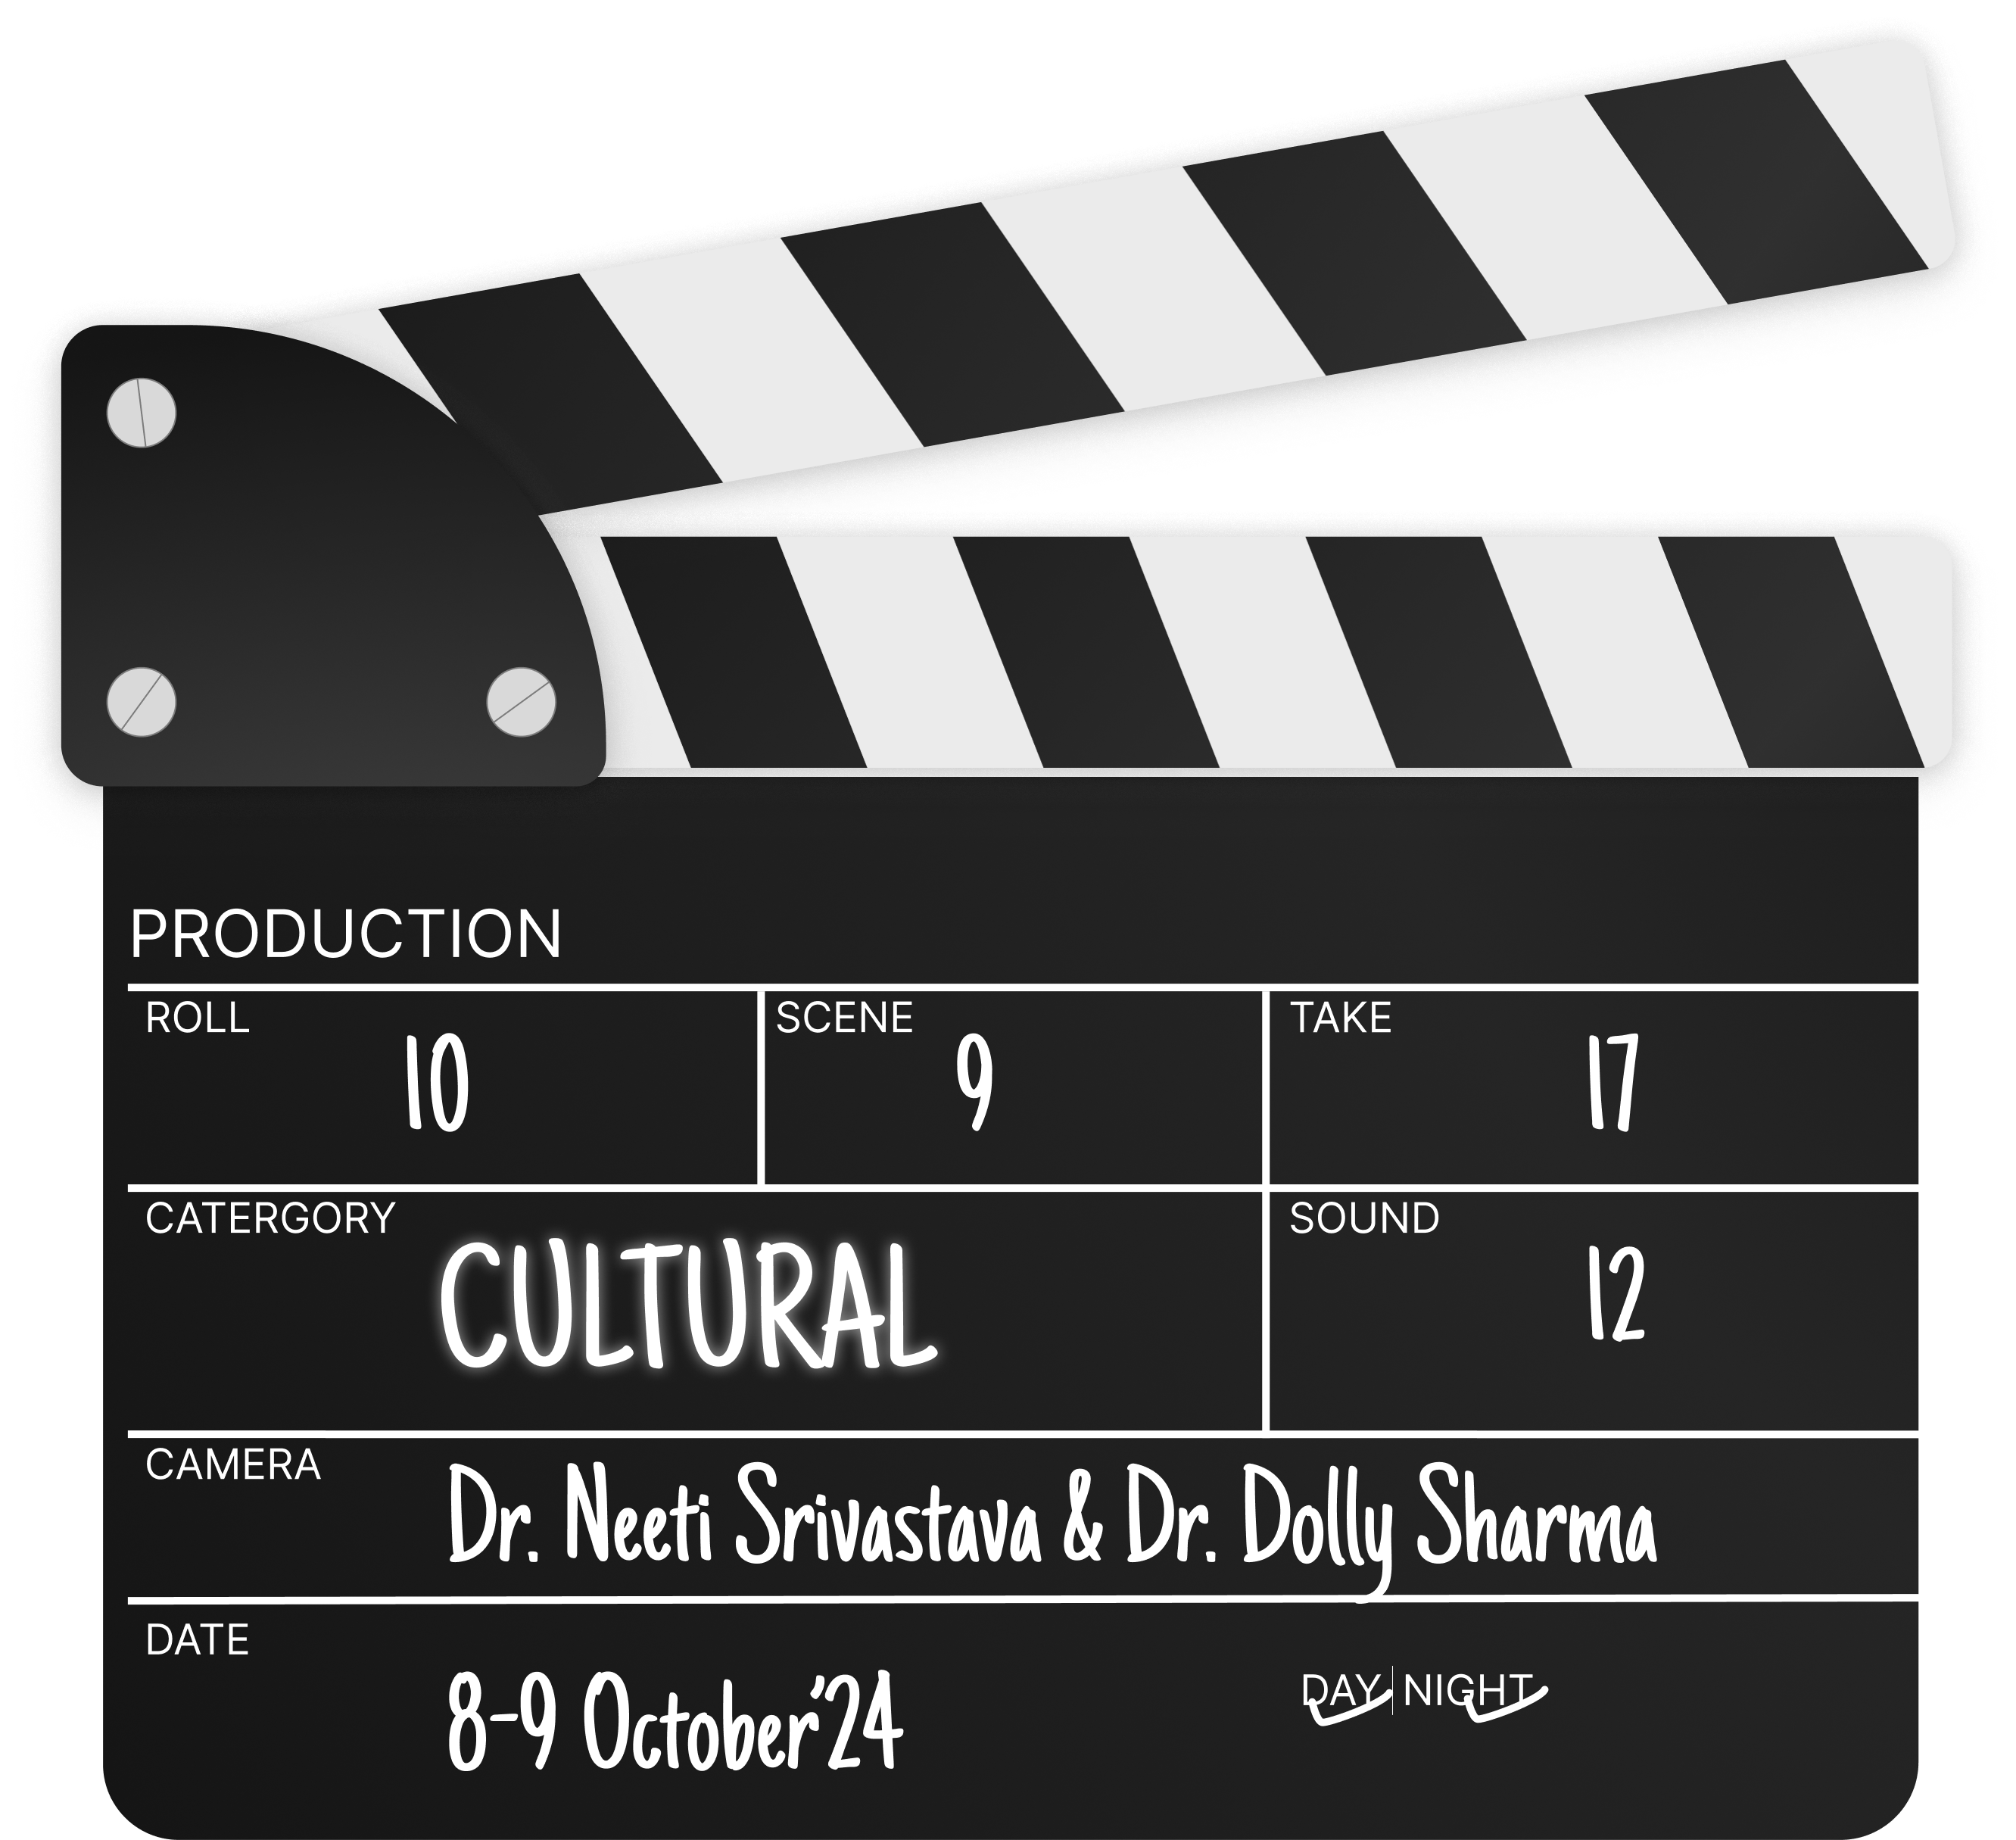 PRODUCTION
ROLL SCENE TAKE
10 9 17
CATERGORY SOUND
CULTURAL 12
CAMERA
Dr. Neeti Srivastava & Dr. Dolly Sharma
DATE
8-9 October'24 DAY NIGHT